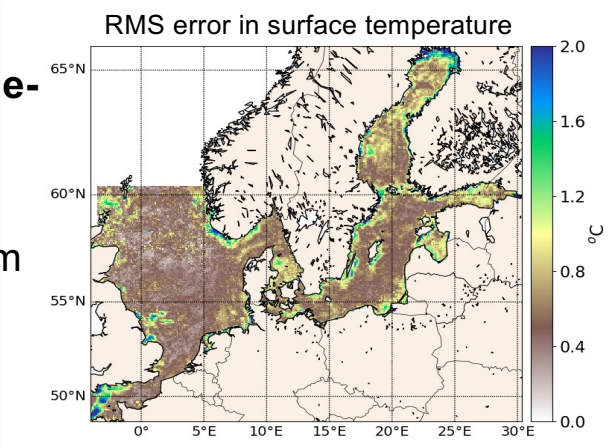 RMS error in surface temperature
e-
m
65°N
60°N
55°N
50°N
0°
5°E
10°E
15°E
20°E
25°E
30°E
2.0
1.6
1.2
0.8
0.4
0.0
°C